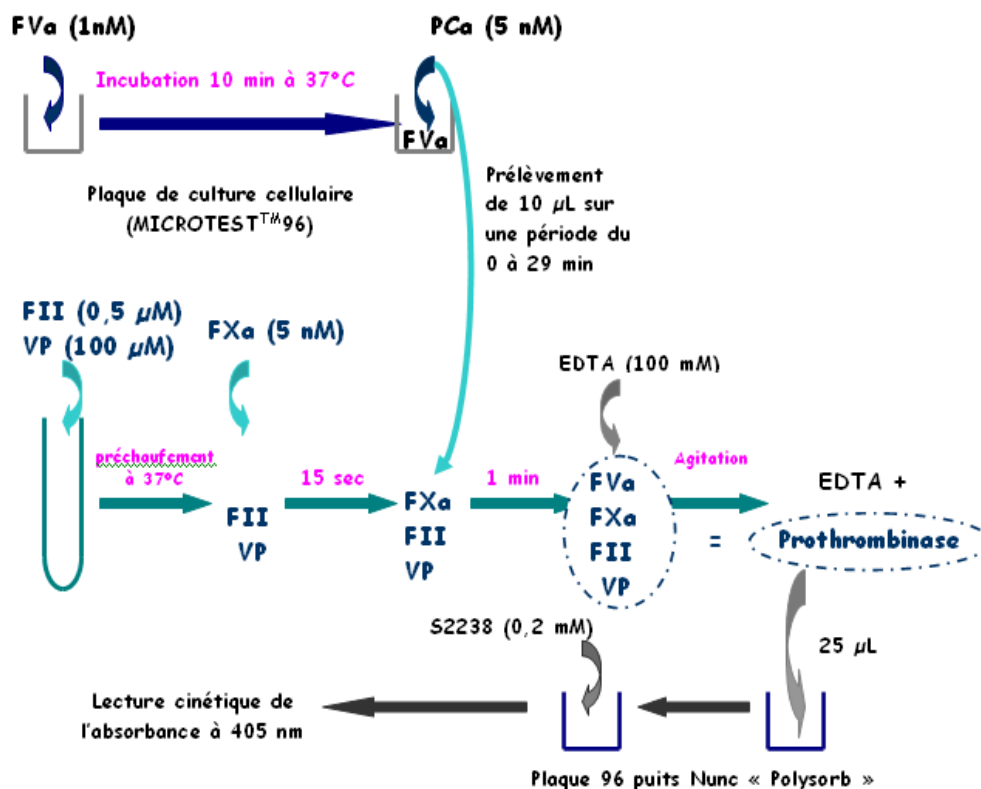 FVa (1nM)
PCa (5 nM)
Incubation 10 min à 37°C
FVa
Plaque de culture cellulaire
(MICROTEST™96)
Prélèvement
de 10 µL sur
une période du
0 à 29 min
FII (0,5 µM)
VP (100 µM)
FXa (5 nM)
EDTA (100 mM)
préchaufement
à 37°C
15 sec
1 min
Agitation
FII
VP
FXa
FII
VP
FVa
FXa
FII
VP
=
EDTA +
Prothrombinase
S2238 (0,2 mM)
25 µL
Lecture cinétique de
l'absorbance à 405 nm
Plaque 96 puits Nunc « Polysorb »